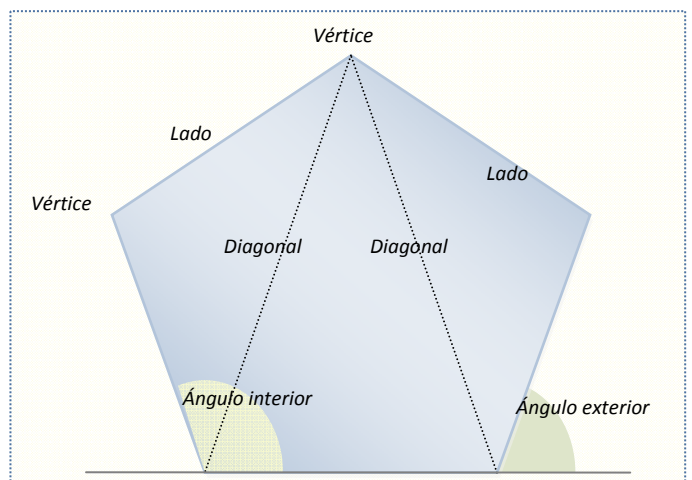 Vértice
Lado
Lado
Vértice
Diagonal
Diagonal
Ángulo interior
Ángulo exterior